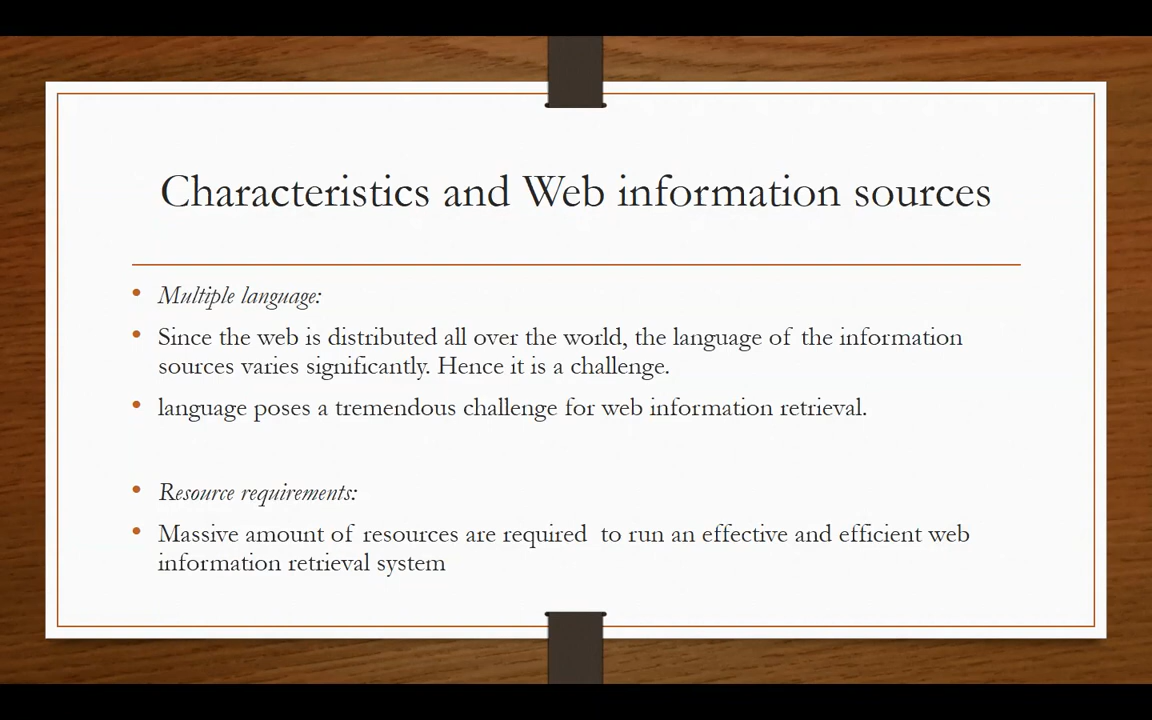 Characteristics and Web information sources
• Multiple language:
• Since the web is distributed all over the world, the language of the information
sources varies significantly. Hence it is a challenge.
• language poses a tremendous challenge for web information retrieval.
• Resource requirements:
• Massive amount of resources are required  to run an effective and efficient web
information retrieval system